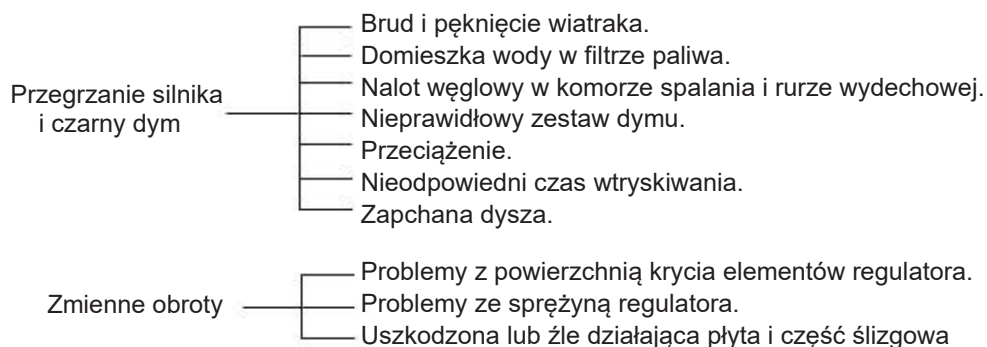 Przegrzanie silnika
i czarny dym
Brud i pęknięcie wiatraka.
Domieszka wody w filtrze paliwa.
Nalot węglowy w komorze spalania i rurze wydechowej.
Nieprawidłowy zestaw dymu.
Przeciążenie.
Nieodpowiedni czas wtryskiwania.
Zapchana dysza.
Zmienne obroty
Problemy z powierzchnią krycia elementów regulatora.
Problemy ze sprężyną regulatora.
Uszkodzona lub źle działająca płyta i część ślizgowa